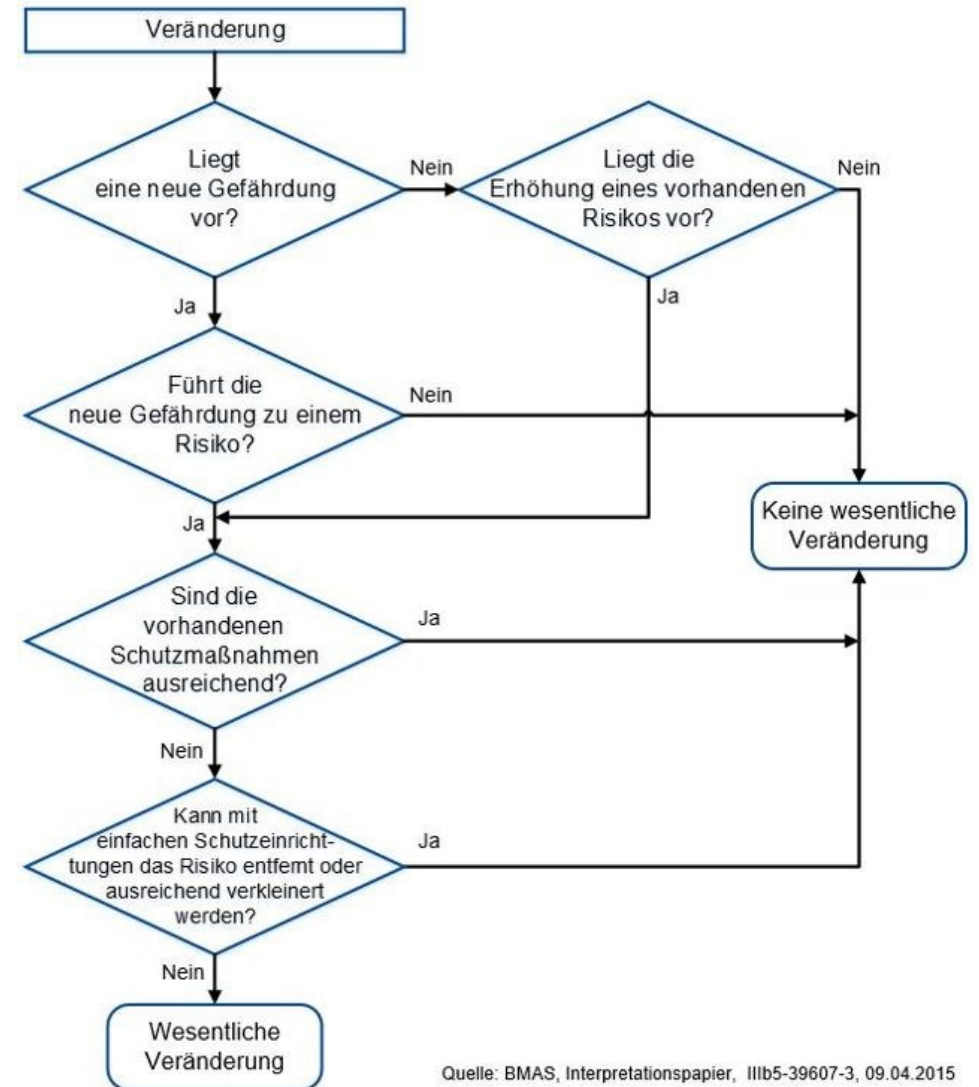 Veränderung
Liegt
eine neue Gefährdung
vor?
Nein
Liegt die
Erhöhung eines vorhandenen
Risikos vor?
Nein
Ja
Ja
Führt die
neue Gefährdung zu einem
Risiko?
Nein
Ja
Keine wesentliche
Veränderung
Sind die
vorhandenen
Schutzmaßnahmen
ausreichend?
Ja
Nein
Kann mit
einfachen Schutzeinricht-
tungen das Risiko entfernt oder
ausreichend verkleinert
werden?
Ja
Nein
Wesentliche
Veränderung
Quelle: BMAS, Interpretationspapier, IIIb5-39607-3, 09.04.2015